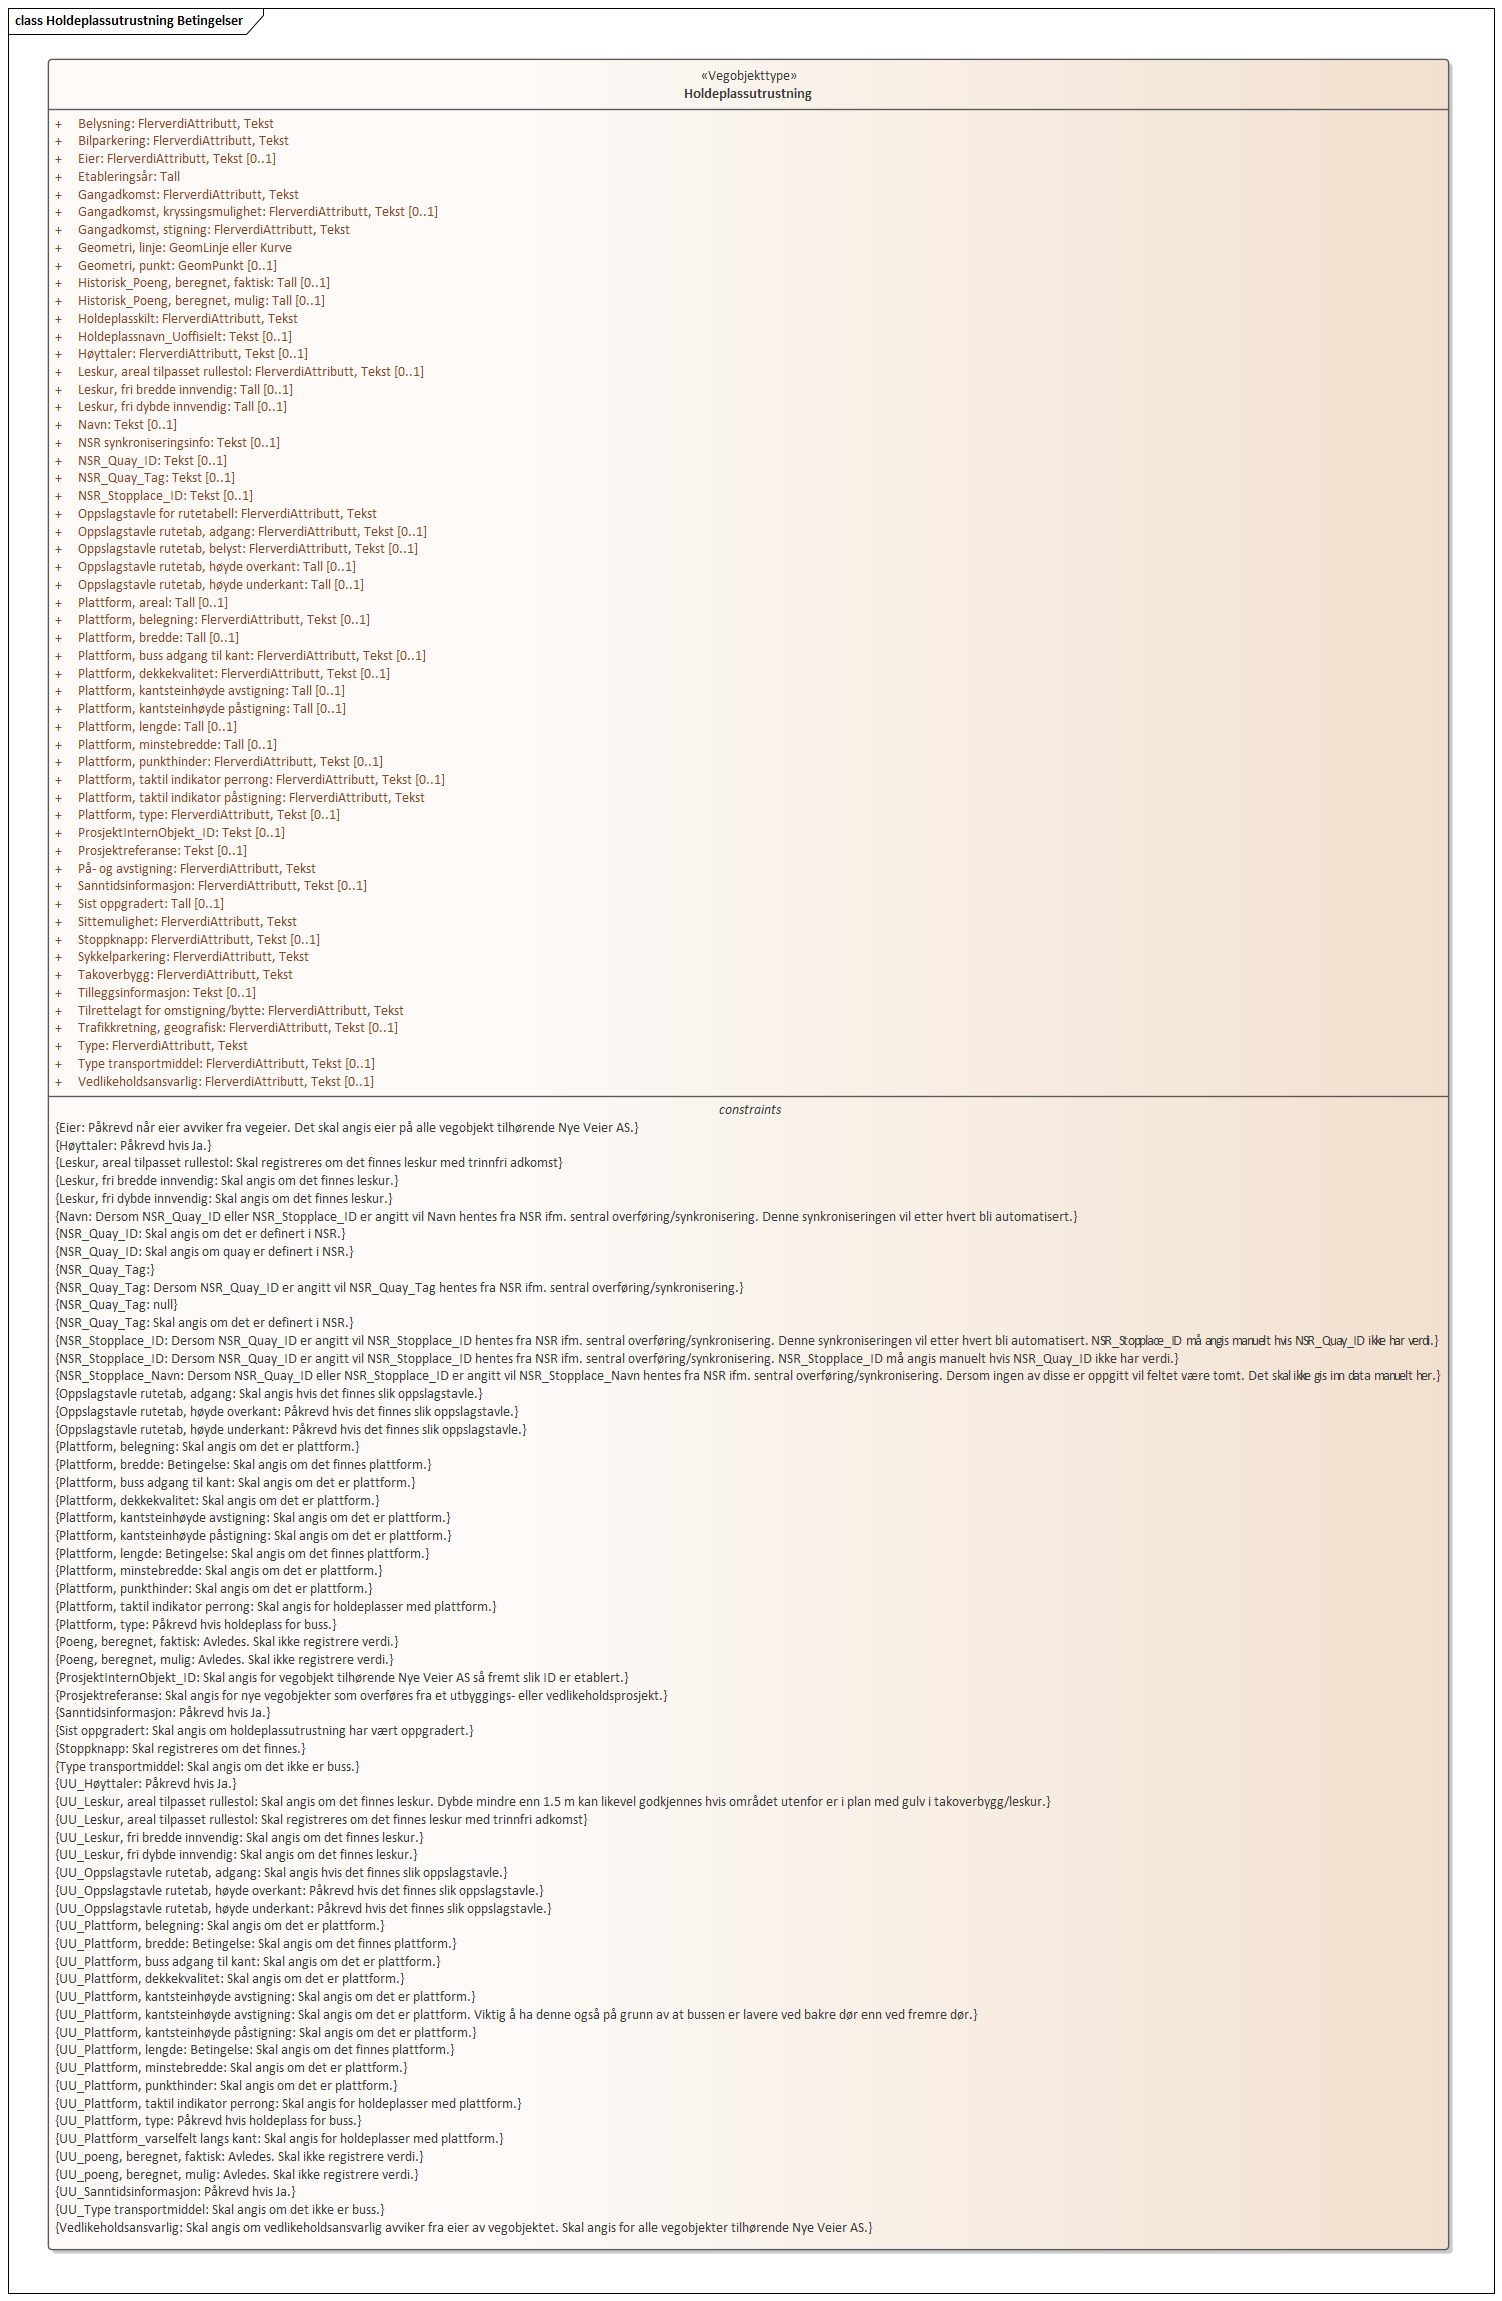 class Holdeplassutrustning Betingelser
«Vegobjekttype»
Holdeplassutrustning
+ Belysning: FlerverdiAttributt, Tekst
+ Bilparkering: FlerverdiAttributt, Tekst
+ Eier: FlerverdiAttributt, Tekst [0..1]
+ Etableringsår: Tall
+ Gangadkomst: FlerverdiAttributt, Tekst
+ Gangadkomst, kryssingsmulighet: FlerverdiAttributt, Tekst [0..1]
+ Gangadkomst, stigning: FlerverdiAttributt, Tekst
+ Geometri, linje: GeomLinje eller Kurve
+ Geometri, punkt: GeomPunkt [0..1]
+ Historisk_Poeng, beregnet, faktisk: Tall [0..1]
+ Historisk_Poeng, beregnet, mulig: Tall [0..1]
+ Holdeplasskilt: FlerverdiAttributt, Tekst
+ Holdeplassnavn_Uoffisielt: Tekst [0..1]
+ Høyttaler: FlerverdiAttributt, Tekst [0..1]
+ Leskur, areal tilpasset rullestol: FlerverdiAttributt, Tekst [0..1]
+ Leskur, fri bredde innvendig: Tall [0..1]
+ Leskur, fri dybde innvendig: Tall [0..1]
+ Navn: Tekst [0..1]
+ NSR synkroniseringsinfo: Tekst [0..1]
+ NSR_Quay_ID: Tekst [0..1]
+ NSR_Quay_Tag: Tekst [0..1]
+ NSR_Stopplace_ID: Tekst [0..1]
+ Oppslagstavle for rutetabell: FlerverdiAttributt, Tekst
+ Oppslagstavle rutetab, adgang: FlerverdiAttributt, Tekst [0..1]
+ Oppslagstavle rutetab, belyst: FlerverdiAttributt, Tekst [0..1]
+ Oppslagstavle rutetab, høyde overkant: Tall [0..1]
+ Oppslagstavle rutetab, høyde underkant: Tall [0..1]
+ Plattform, areal: Tall [0..1]
+ Plattform, belegning: FlerverdiAttributt, Tekst [0..1]
+ Plattform, bredde: Tall [0..1]
+ Plattform, buss adgang til kant: FlerverdiAttributt, Tekst [0..1]
+ Plattform, dekkekvalitet: FlerverdiAttributt, Tekst [0..1]
+ Plattform, kantsteinhøyde avstigning: Tall [0..1]
+ Plattform, kantsteinhøyde påstigning: Tall [0..1]
+ Plattform, lengde: Tall [0..1]
+ Plattform, minstebredde: Tall [0..1]
+ Plattform, punkthinder: FlerverdiAttributt, Tekst [0..1]
+ Plattform, taktil indikator perrong: FlerverdiAttributt, Tekst [0..1]
+ Plattform, taktil indikator påstigning: FlerverdiAttributt, Tekst
+ Plattform, type: FlerverdiAttributt, Tekst [0..1]
+ ProsjektInternObjekt_ID: Tekst [0..1]
+ Prosjektreferanse: Tekst [0..1]
+ På- og avstigning: FlerverdiAttributt, Tekst
+ Sanntidsinformasjon: FlerverdiAttributt, Tekst [0..1]
+ Sist oppgradert: Tall [0..1]
+ Sittemulighet: FlerverdiAttributt, Tekst
+ Stoppknapp: FlerverdiAttributt, Tekst [0..1]
+ Sykkelparkering: FlerverdiAttributt, Tekst
+ Takoverbygg: FlerverdiAttributt, Tekst
+ Tilleggsinformasjon: Tekst [0..1]
+ Tilrettelagt for omstigning/bytte: FlerverdiAttributt, Tekst
+ Trafikkretning, geografisk: FlerverdiAttributt, Tekst [0..1]
+ Type: FlerverdiAttributt, Tekst
+ Type transportmiddel: FlerverdiAttributt, Tekst [0..1]
+ Vedlikeholdsansvarlig: FlerverdiAttributt, Tekst [0..1]
constraints
{Eier: Påkrevd når eier avviker fra vegeier. Det skal angis eier på alle vegobjekt tilhørende Nye Veier AS.}
{Høyttaler: Påkrevd hvis Ja.}
{Leskur, areal tilpasset rullestol: Skal registreres om det finnes leskur med trinnfri adkomst}
{Leskur, fri bredde innvendig: Skal angis om det finnes leskur.}
{Leskur, fri dybde innvendig: Skal angis om det finnes leskur.}
{Navn: Dersom NSR_Quay_ID eller NSR_Stopplace_ID er angitt vil Navn hentes fra NSR ifm. sentral overføring/synkronisering. Denne synkroniseringen vil etter hvert bli automatisert.}
{NSR_Quay_ID: Skal angis om det er definert i NSR.}
{NSR_Quay_ID: Skal angis om quay er definert i NSR.}
{NSR_Quay_Tag:}
{NSR_Quay_Tag: Dersom NSR_Quay_ID er angitt vil NSR_Quay_Tag hentes fra NSR ifm. sentral overføring/synkronisering.}
{NSR_Quay_Tag: null}
{NSR_Quay_Tag: Skal angis om det er definert i NSR.}
{NSR_Stopplace_ID: Dersom NSR_Quay_ID er angitt vil NSR_Stopplace_ID hentes fra NSR ifm. sentral overføring/synkronisering. Denne synkroniseringen vil etter hvert bli automatisert. NSR_Stopplace_ID må angis manuelt hvis NSR_Quay_ID ikke har verdi.}
{NSR_Stopplace_ID: Dersom NSR_Quay_ID er angitt vil NSR_Stopplace_ID hentes fra NSR ifm. sentral overføring/synkronisering. NSR_Stopplace_ID må angis manuelt hvis NSR_Quay_ID ikke har verdi.}
{NSR_Stopplace_Navn: Dersom NSR_Quay_ID eller NSR_Stopplace_ID er angitt vil NSR_Stopplace_Navn hentes fra NSR ifm. sentral overføring/synkronisering. Dersom ingen av disse er oppgitt vil feltet være tomt. Det skal ikke gis inn data manuelt her.}
{Oppslagstavle rutetab, adgang: Skal angis hvis det finnes slik oppslagstavle.}
{Oppslagstavle rutetab, høyde overkant: Påkrevd hvis det finnes slik oppslagstavle.}
{Oppslagstavle rutetab, høyde underkant: Påkrevd hvis det finnes slik oppslagstavle.}
{Plattform, belegning: Skal angis om det er plattform.}
{Plattform, bredde: Betingelse: Skal angis om det finnes plattform.}
{Plattform, buss adgang til kant: Skal angis om det er plattform.}
{Plattform, dekkekvalitet: Skal angis om det er plattform.}
{Plattform, kantsteinhøyde avstigning: Skal angis om det er plattform.}
{Plattform, kantsteinhøyde påstigning: Skal angis om det er plattform.}
{Plattform, lengde: Betingelse: Skal angis om det finnes plattform.}
{Plattform, minstebredde: Skal angis om det er plattform.}
{Plattform, punkthinder: Skal angis om det er plattform.}
{Plattform, taktil indikator perrong: Skal angis for holdeplasser med plattform.}
{Plattform, type: Påkrevd hvis holdeplass for buss.}
{Poeng, beregnet, faktisk: Avledes. Skal ikke registrere verdi.}
{Poeng, beregnet, mulig: Avledes. Skal ikke registrere verdi.}
{ProsjektInternObjekt_ID: Skal angis for vegobjekt tilhørende Nye Veier AS så fremt slik ID er etablert.}
{Prosjektreferanse: Skal angis for nye vegobjekter som overføres fra et utbyggings- eller vedlikeholdsprosjekt.}
{Sanntidsinformasjon: Påkrevd hvis Ja.}
{Sist oppgradert: Skal angis om holdeplassutrustning har vært oppgradert.}
{Stoppknapp: Skal registreres om det finnes.}
{Type transportmiddel: Skal angis om det ikke er buss.}
{UU_Høyttaler: Påkrevd hvis Ja.}
{UU_Leskur, areal tilpasset rullestol: Skal angis om det finnes leskur. Dybde mindre enn 1.5 m kan likevel godkjennes hvis området utenfor er i plan med gulv i takoverbygg/leskur.}
{UU_Leskur, areal tilpasset rullestol: Skal registreres om det finnes leskur med trinnfri adkomst}
{UU_Leskur, fri bredde innvendig: Skal angis om det finnes leskur.}
{UU_Leskur, fri dybde innvendig: Skal angis om det finnes leskur.}
{UU_Oppslagstavle rutetab, adgang: Skal angis hvis det finnes slik oppslagstavle.}
{UU_Oppslagstavle rutetab, høyde overkant: Påkrevd hvis det finnes slik oppslagstavle.}
{UU_Oppslagstavle rutetab, høyde underkant: Påkrevd hvis det finnes slik oppslagstavle.}
{UU_Plattform, belegning: Skal angis om det er plattform.}
{UU_Plattform, bredde: Betingelse: Skal angis om det finnes plattform.}
{UU_Plattform, buss adgang til kant: Skal angis om det er plattform.}
{UU_Plattform, dekkekvalitet: Skal angis om det er plattform.}
{UU_Plattform, kantsteinhøyde avstigning: Skal angis om det er plattform.}
{UU_Plattform, kantsteinhøyde avstigning: Skal angis om det er plattform. Viktig å ha denne også på grunn av at bussen er lavere ved bakre dør enn ved fremre dør.}
{UU_Plattform, kantsteinhøyde påstigning: Skal angis om det er plattform.}
{UU_Plattform, lengde: Betingelse: Skal angis om det finnes plattform.}
{UU_Plattform, minstebredde: Skal angis om det er plattform.}
{UU_Plattform, punkthinder: Skal angis om det er plattform.}
{UU_Plattform, taktil indikator perrong: Skal angis for holdeplasser med plattform.}
{UU_Plattform, type: Påkrevd hvis holdeplass for buss.}
{UU_Plattform_varselfelt langs kant: Skal angis for holdeplasser med plattform.}
{UU_poeng, beregnet, faktisk: Avledes. Skal ikke registrere verdi.}
{UU_poeng, beregnet, mulig: Avledes. Skal ikke registrere verdi.}
{UU_Sanntidsinformasjon: Påkrevd hvis Ja.}
{UU_Type transportmiddel: Skal angis om det ikke er buss.}
{Vedlikeholdsansvarlig: Skal angis om vedlikeholdsansvarlig avviker fra eier av vegobjektet. Skal angis for alle vegobjekter tilhørende Nye Veier AS.}